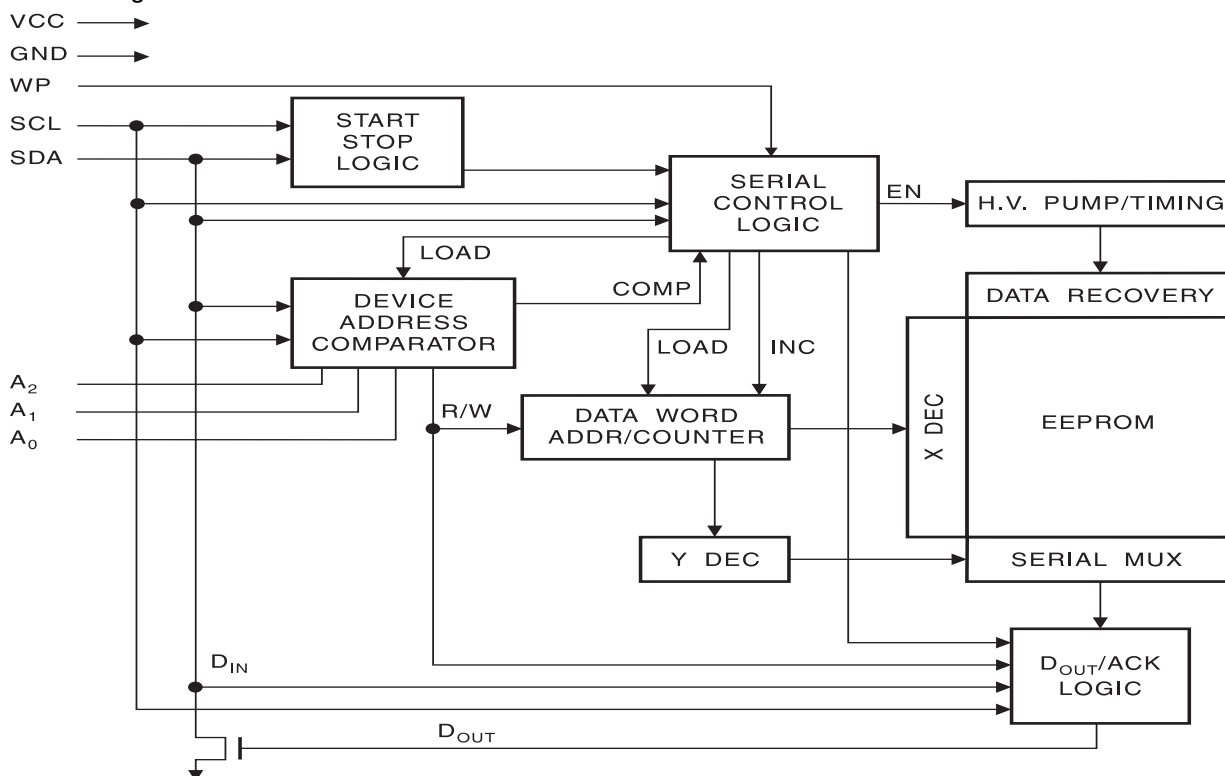 VCC
GND
WP
SCL
SDA
START
STOP
LOGIC
SERIAL
CONTROL
LOGIC
EN
H.V. PUMP/TIMING
LOAD
COMP
DEVICE
ADDRESS
COMPARATOR
DATA RECOVERY
LOAD
INC
A2
A1
A0
R/W
DATA WORD
ADDR/COUNTER
X DEC
EEPROM
Y DEC
SERIAL MUX
DIN
DOUT/ACK
LOGIC
DOUT